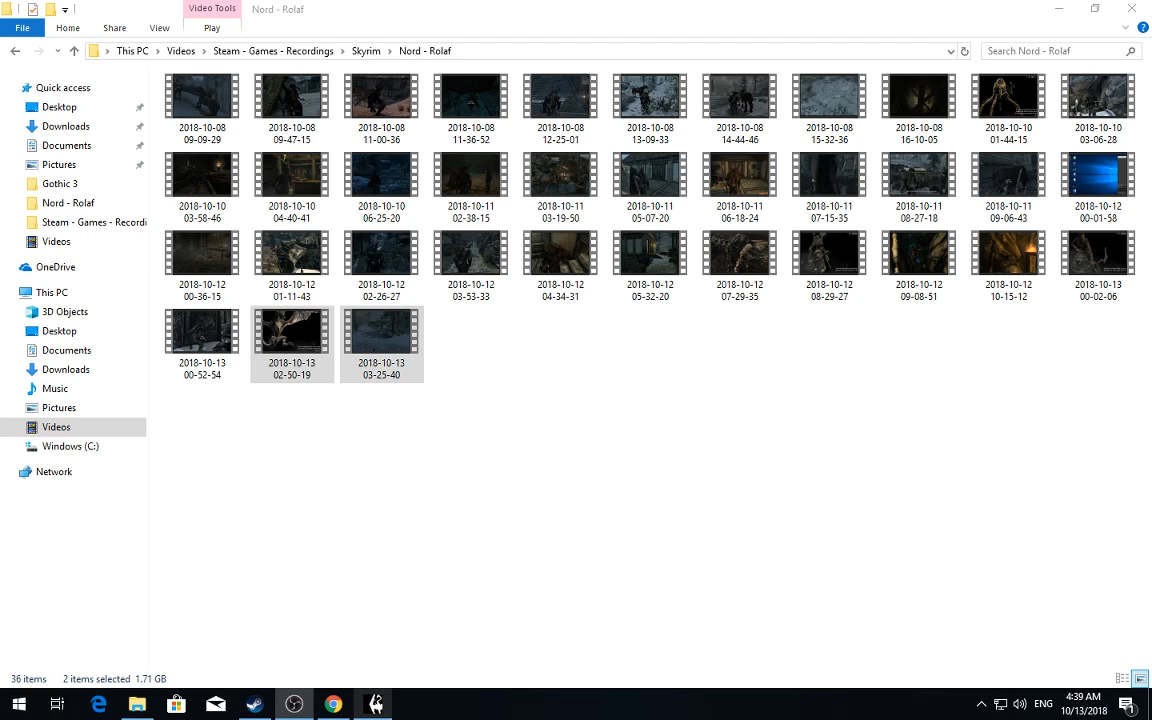 Video Tools
Nord - Rolaf
File Home Share View Play
This PC Videos Steam - Games - Recordings Skyrim Nord - Rolaf
Search Nord - Rolaf
Quick access
Desktop
Downloads
Documents
Pictures
Gothic 3
Nord - Rolaf
Steam - Games - Recordi
Videos
OneDrive
This PC
3D Objects
Desktop
Documents
Downloads
Music
Pictures
Videos
Windows (C:)
Network
2018-10-08 2018-10-08 2018-10-08 2018-10-08 2018-10-08 2018-10-08 2018-10-08 2018-10-08 2018-10-08 2018-10-10 2018-10-10
09-09-29 09-47-15 11-00-36 11-36-52 12-25-01 13-09-33 14-44-46 15-32-36 16-10-05 01-44-15 03-06-28
2018-10-10 2018-10-10 2018-10-10 2018-10-11 2018-10-11 2018-10-11 2018-10-11 2018-10-11 2018-10-11 2018-10-11 2018-10-12
03-58-46 04-40-41 06-25-20 02-38-15 03-19-50 05-07-20 06-18-24 07-15-35 08-27-18 09-06-43 00-01-58
2018-10-12 2018-10-12 2018-10-12 2018-10-12 2018-10-12 2018-10-12 2018-10-12 2018-10-12 2018-10-12 2018-10-12 2018-10-13
00-36-15 01-11-43 02-26-27 03-53-33 04-34-31 05-32-20 07-29-35 08-29-27 09-08-51 10-15-12 00-02-06
2018-10-13 2018-10-13 2018-10-13
00-52-54 02-50-19 03-25-40
36 items 2 items selected 1.71 GB
ENG
4:39 AM
10/13/2018
1